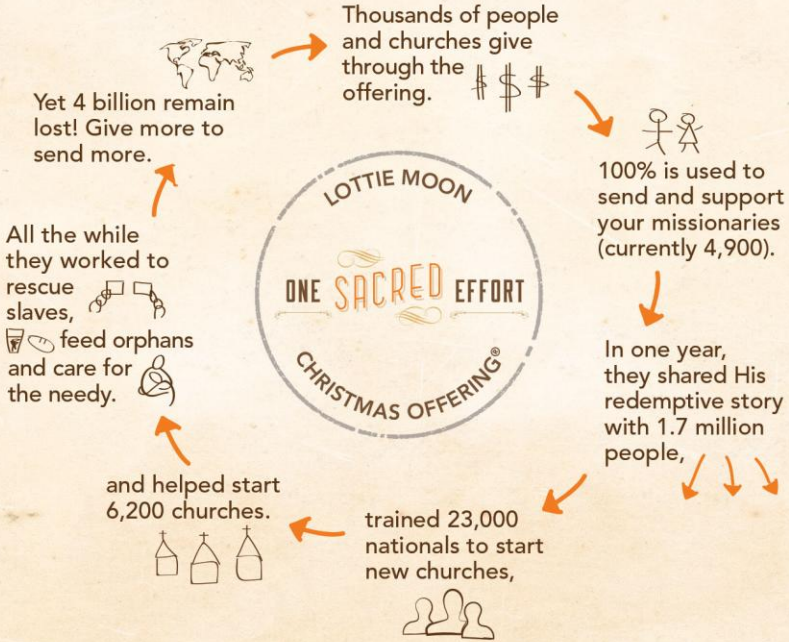 Thousands of people
and churches give
through the
offering.
100% is used to
send and support
your missionaries
(currently 4,900).
In one year,
they shared His
redemptive story
with 1.7 million
people,
trained 23,000
nationals to start
new churches,
and helped start
6,200 churches.
All the while
they worked to
rescue
slaves,
feed orphans
and care for
the needy.
Yet 4 billion remain
lost! Give more to
send more.
LOTTIE MOON
ONE SACRED EFFORT
CHRISTMAS OFFERING®